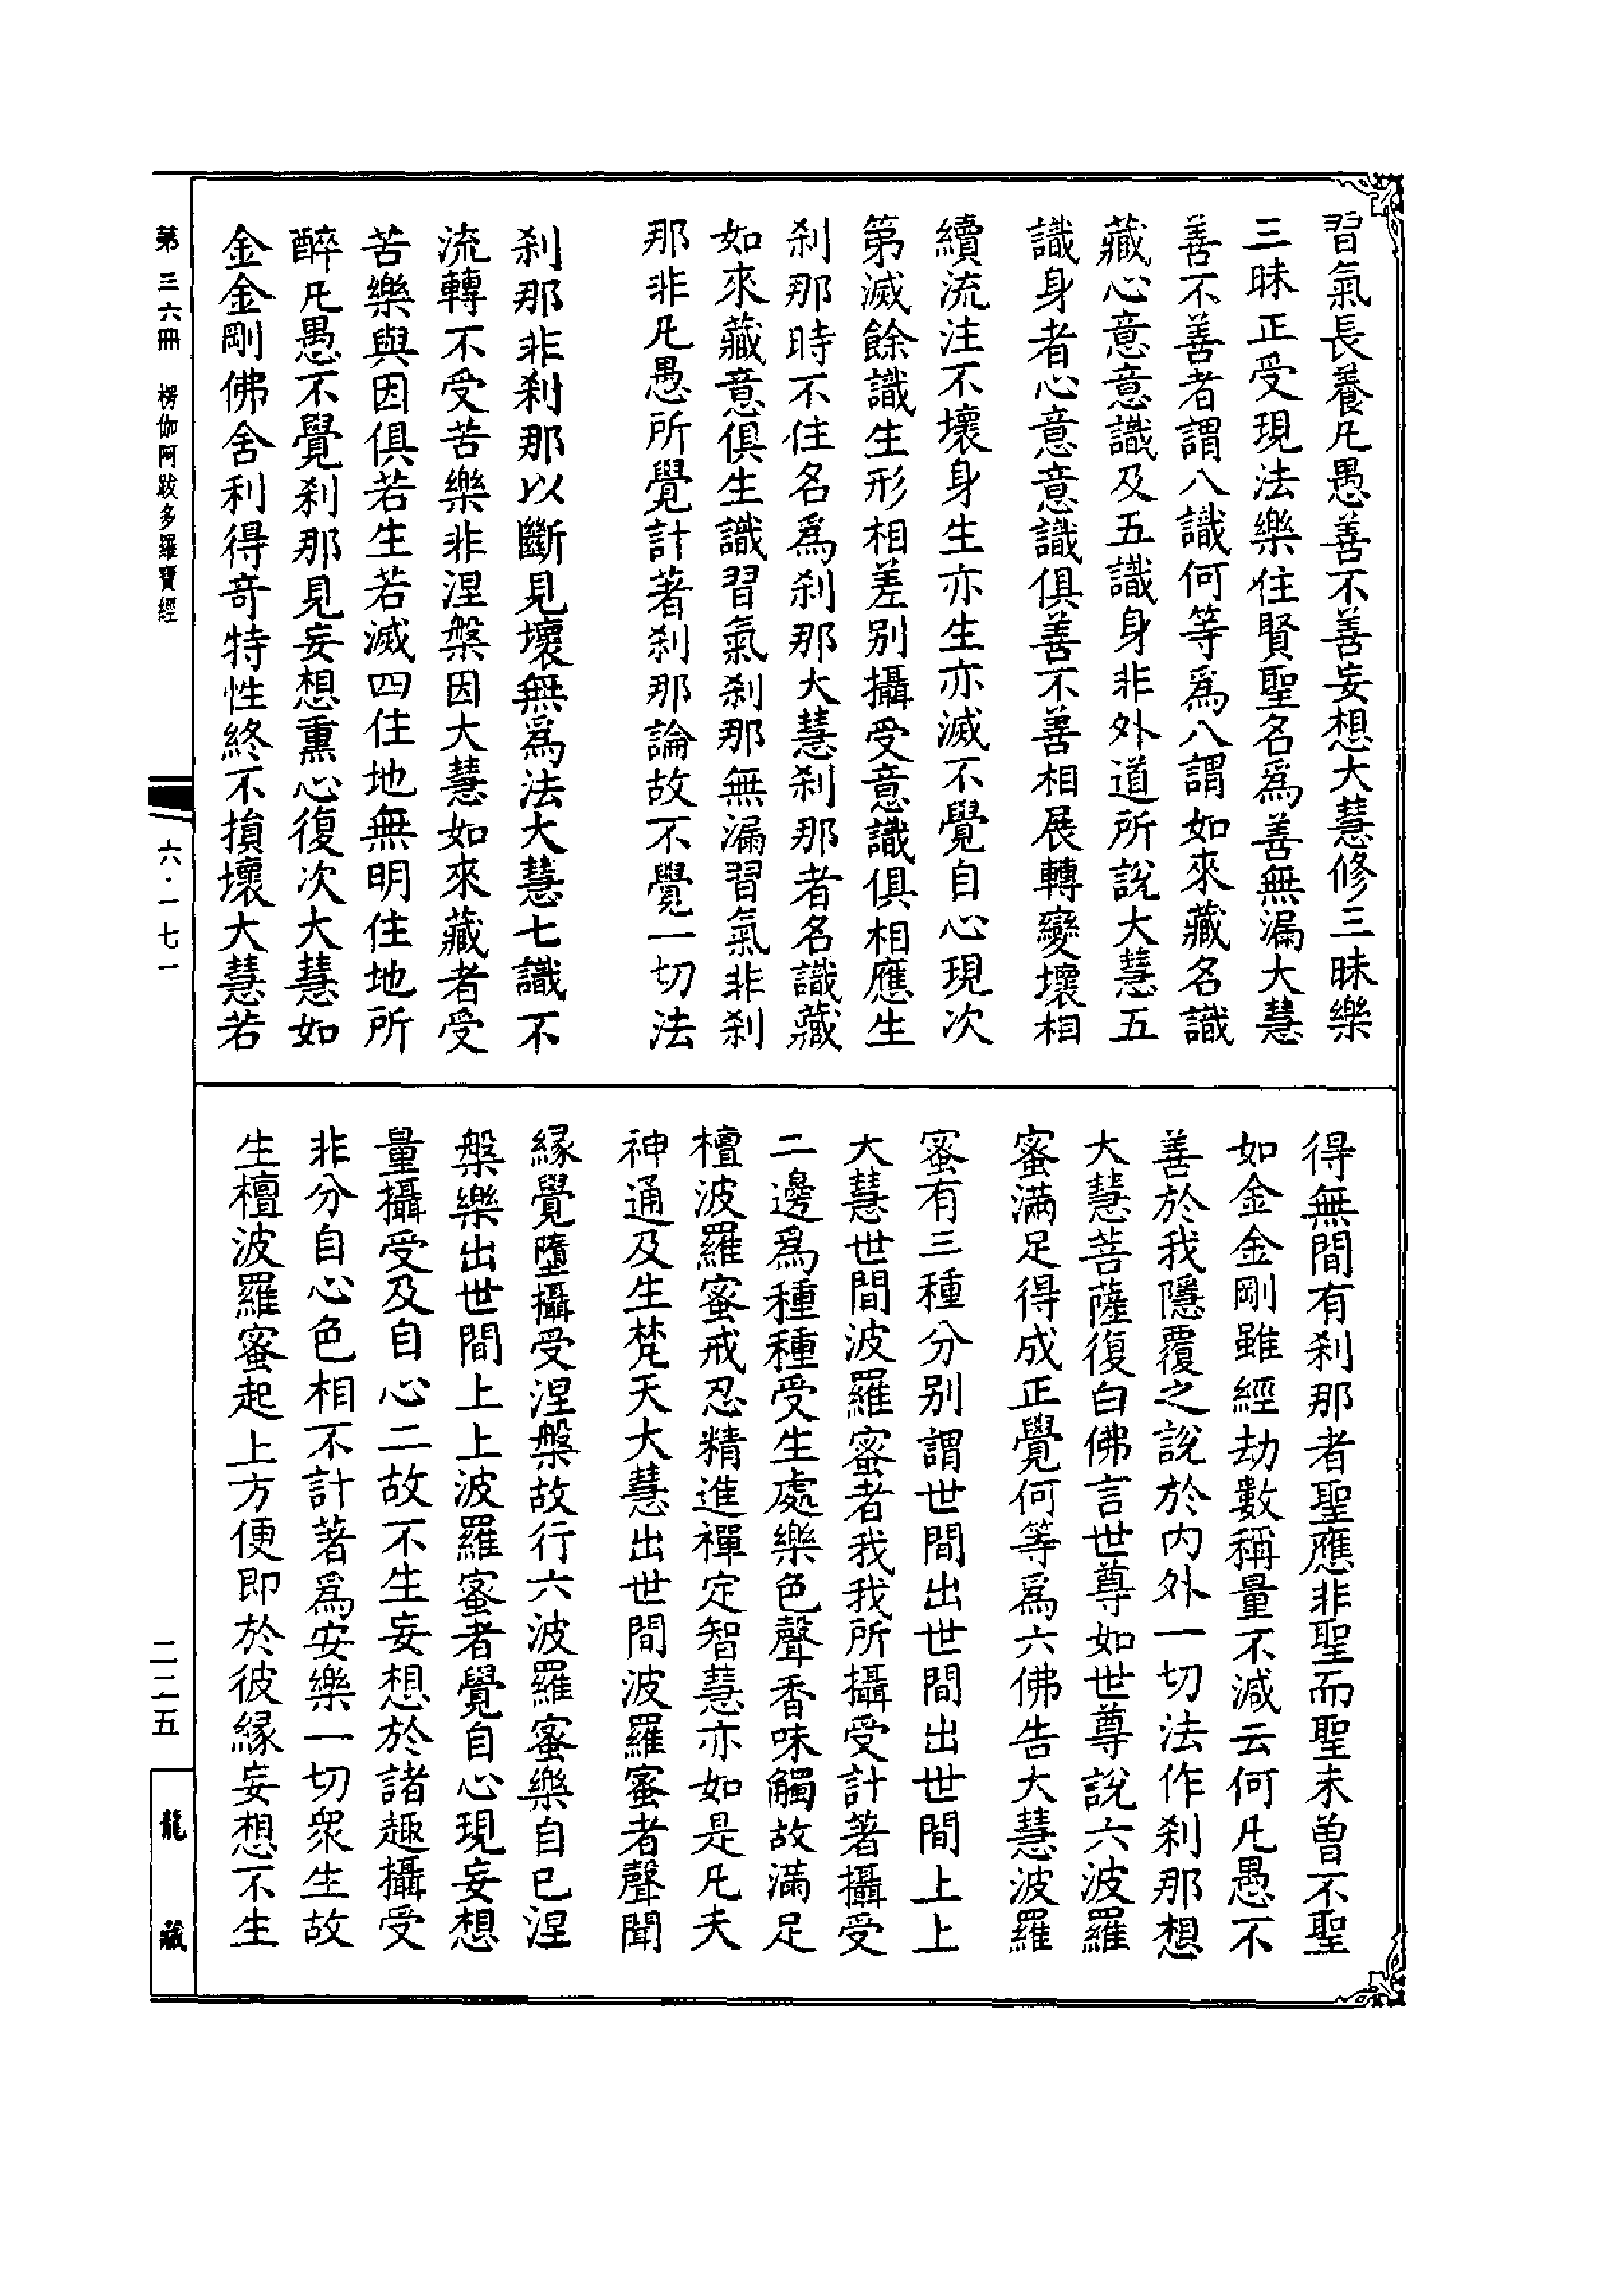 習氣長養凡愚善不善妄想大慧修三昧樂
三昧正受現法樂住賢聖名爲善無漏大慧
善不善者謂八識何等爲八謂如來藏名識
藏心意意識及五識身非外道所說大慧五
識身者心意意識俱善不善相展轉變壞相
續流注不壞身生亦生亦滅不覺自心現次
第滅餘識生形相差别攝受意識俱相應生
刹那時不住名爲刹那大慧刹那者名識藏
如來藏意俱生識習氣刹那無漏習氣非刹
那非凡愚所覺計著刹那論故不覺一切法
刹那非刹那以斷見壞無爲法大慧七識不
流轉不受苦樂非涅槃因大慧如來藏者受
苦樂與因俱若生若滅四住地無明住地所
醉凡愚不覺刹那見妄想熏心復次大慧如
金金剛佛舍利得奇特性終不損壞大慧若
得無間有刹那者聖應非聖而聖未曾不聖
如金金剛雖經劫數稱量不減云何凡愚不
善於我隱覆之說於内外一切法作刹那想
大慧菩薩復白佛言世尊如世尊說六波羅
蜜滿足得成正覺何等爲六佛告大慧波羅
蜜有三種分别謂世間出世間出世間上上
大慧世間波羅蜜者我我所攝受計著攝受
二邊爲種種受生處樂色聲香味觸故滿足
檀波羅蜜戒忍精進禪定智慧亦如是凡夫
神通及生梵天大慧出世間波羅蜜者聲聞
緣覺墮攝受涅槃故行六波羅蜜樂自已涅
槃樂出世間上上波羅蜜者覺自心現妄想
量攝受及自心二故不生妄想於諸趣攝受
非分自心色相不計著爲安樂一切衆生故
生檀波羅蜜起上方便即於彼緣妄想不生
第三六冊 楞伽阿跋多羅寶經
六·一七一
二二五
龍藏